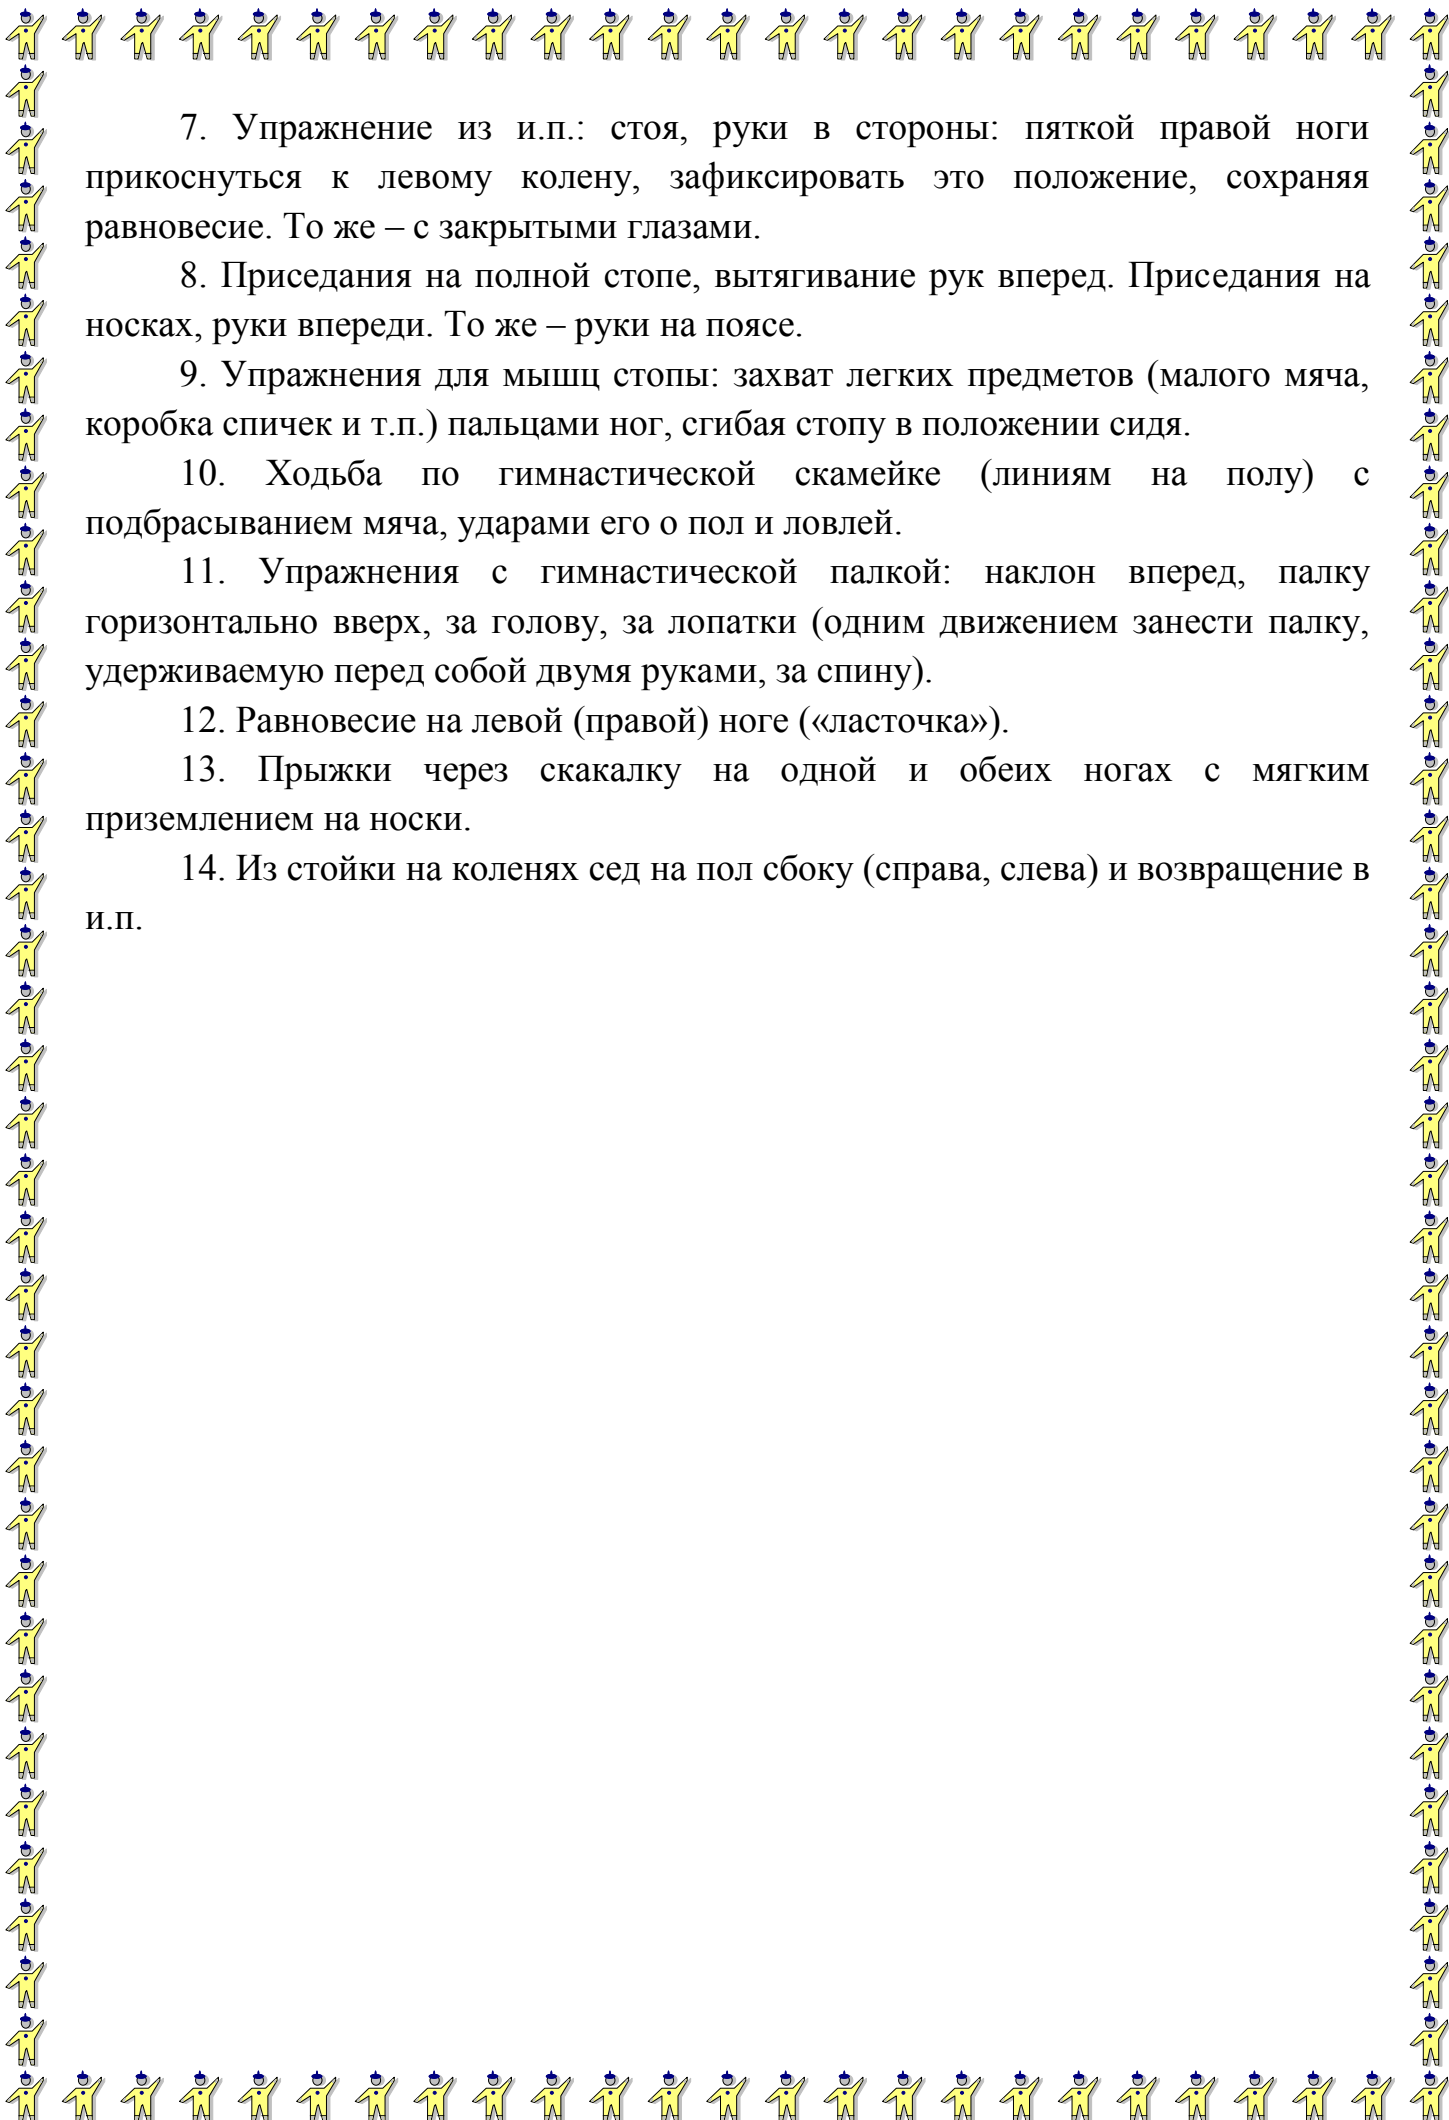 7. Упражнение из и.п.: стоя, руки в стороны: пяткой правой ноги
прикоснуться к левому колену, зафиксировать это положение, сохраняя
равновесие. То же – с закрытыми глазами.
8. Приседания на полной стопе, вытягивание рук вперед. Приседания на
носках, руки впереди. То же – руки на поясе.
9. Упражнения для мышц стопы: захват легких предметов (малого мяча,
коробка спичек и т.п.) пальцами ног, сгибая стопу в положении сидя.
10. Ходьба по гимнастической скамейке (линиям на полу) с
подбрасыванием мяча, ударами его о пол и ловлей.
11. Упражнения с гимнастической палкой: наклон вперед, палку
горизонтально вверх, за голову, за лопатки (одним движением занести палку,
удерживаемую перед собой двумя руками, за спину).
12. Равновесие на левой (правой) ноге («ласточка»).
13. Прыжки через скакалку на одной и обеих ногах с мягким
приземлением на носки.
14. Из стойки на коленях сед на пол сбоку (справа, слева) и возвращение в
и.п.